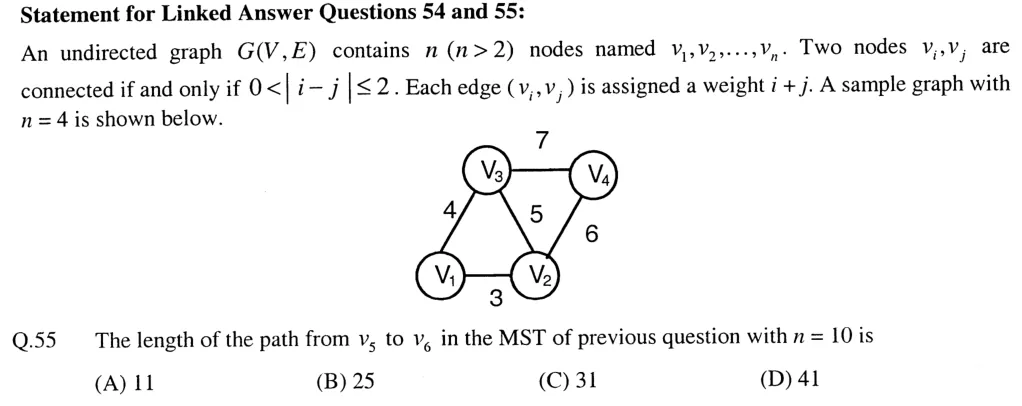 Statement for Linked Answer Questions 54 and 55:
An undirected graph G(V,E) contains n (n > 2) nodes named v₁,v₂,...,vₙ. Two nodes vᵢ,vⱼ are
connected if and only if 0<| i − j |≤ 2. Each edge (vᵢ,vⱼ) is assigned a weight i + j. A sample graph with
n = 4 is shown below.
7
V₃ V₄
4 5
6
V₁ V₂
3
Q.55 The length of the path from v₅ to v₆ in the MST of previous question with n = 10 is
(A) 11 (B) 25 (C) 31 (D) 41